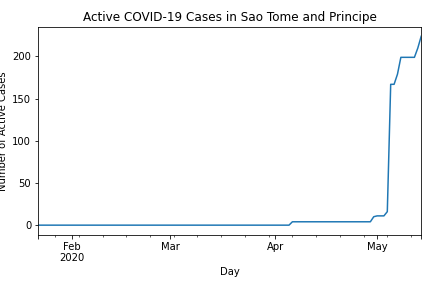 Active COVID-19 Cases in Sao Tome and Principe
Number of Active Cases
200
150
100
50
0
Feb
2020
Mar
Apr
May
Day